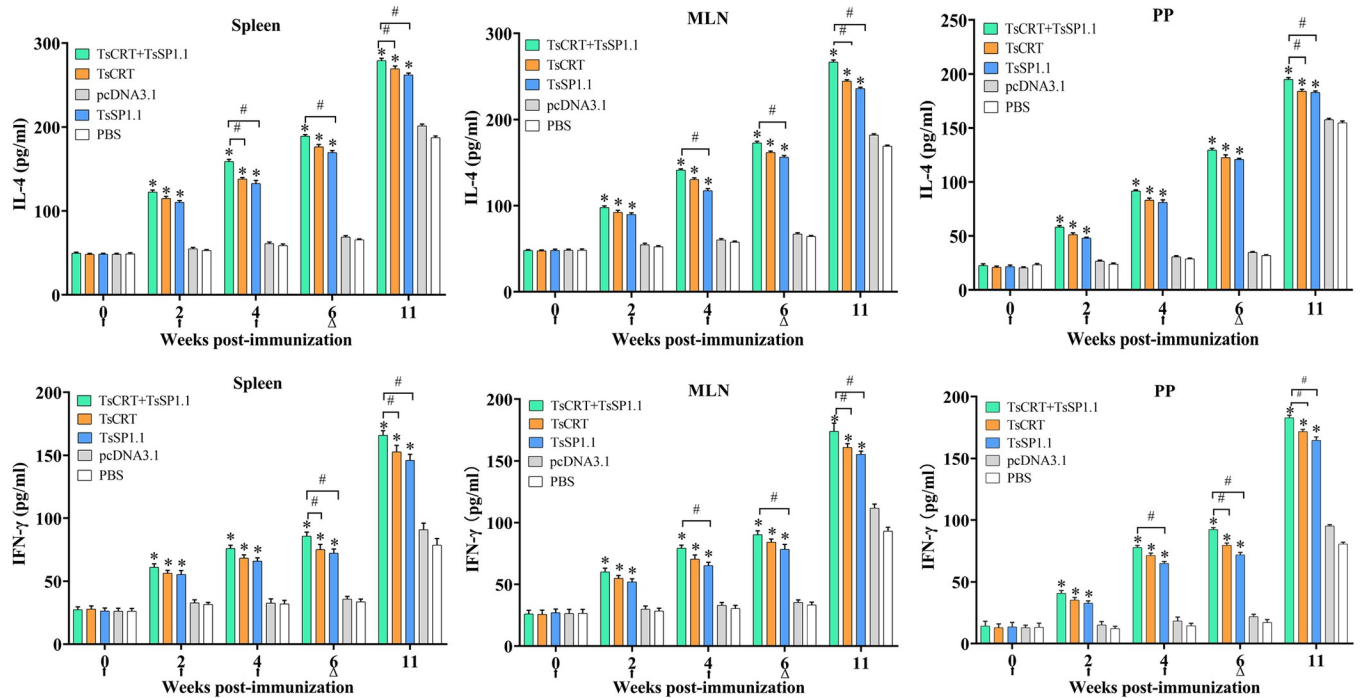 Spleen
TsCRT+TsSP1.1
TsCRT
pcDNA3.1
TsSP1.1
PBS
IL-4 (pg/ml)
300
200
100
0
# # # # #
* * * * * * * * * * * *
0 2 4 6 11
Δ
Weeks post-immunization
MLN
TsCRT+TsSP1.1
TsCRT
TsSP1.1
pcDNA3.1
PBS
IL-4 (pg/ml)
300
200
100
0
# # # #
* * * * * * * * * * * *
0 2 4 6 11
Δ
Weeks post-immunization
PP
TsCRT+TsSP1.1
TsCRT
TsSP1.1
pcDNA3.1
PBS
IL-4 (pg/ml)
250
200
150
100
50
0
# #
* * * * * * * * * * * *
0 2 4 6 11
Δ
Weeks post-immunization
Spleen
TsCRT+TsSP1.1
TsCRT
TsSP1.1
pcDNA3.1
PBS
IFN-γ (pg/ml)
200
150
100
50
0
# # # #
* * * * * * * * * * * *
0 2 4 6 11
Δ
Weeks post-immunization
MLN
TsCRT+TsSP1.1
TsCRT
TsSP1.1
pcDNA3.1
PBS
IFN-γ (pg/ml)
200
150
100
50
0
# # # #
* * * * * * * * * * * *
0 2 4 6 11
Δ
Weeks post-immunization
PP
TsCRT+TsSP1.1
TsCRT
TsSP1.1
pcDNA3.1
PBS
IFN-γ (pg/ml)
200
150
100
50
0
# # # # #
* * * * * * * * * * * *
0 2 4 6 11
Δ
Weeks post-immunization